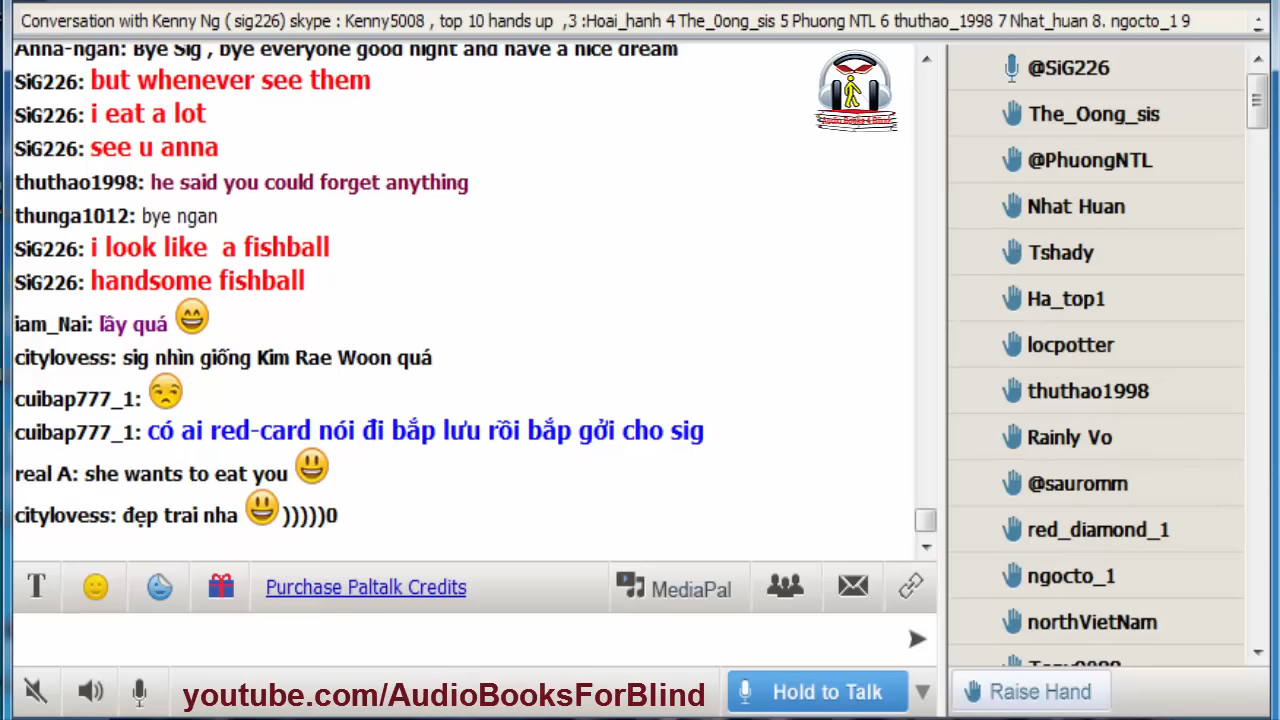 Conversation with Kenny Ng ( sig226) skype : Kenny5008 , top 10 hands up ,3 :Hoai_hanh 4 The_0ong_sis 5 Phuong NTL 6 thuthao_1998 7 Nhat_huan 8. ngocto_1 9
Anna-ngan: Bye Sig , bye everyone good night and have a nice dream
SiG226: but whenever see them
SiG226: i eat a lot
SiG226: see u anna
thuthao1998: he said you could forget anything
thunga1012: bye ngan
SiG226: i look like a fishball
SiG226: handsome fishball
iam_Nai: lầy quá
citylovess: sig nhìn giống Kim Rae Woon quá
cuibap777_1:
cuibap777_1: có ai red-card nói đi bắp lưu rồi bắp gởi cho sig
real A: she wants to eat you
citylovess: đẹp trai nha )))))0
Audio Books 4 Blind
@SiG226
The_Oong_sis
@PhuongNTL
Nhat Huan
Tshady
Ha_top1
locpotter
thuthao1998
Rainly Vo
@sauromm
red_diamond_1
ngocto_1
northVietNam
T Purchase Paltalk Credits MediaPal
youtube.com/AudioBooksForBlind Hold to Talk Raise Hand